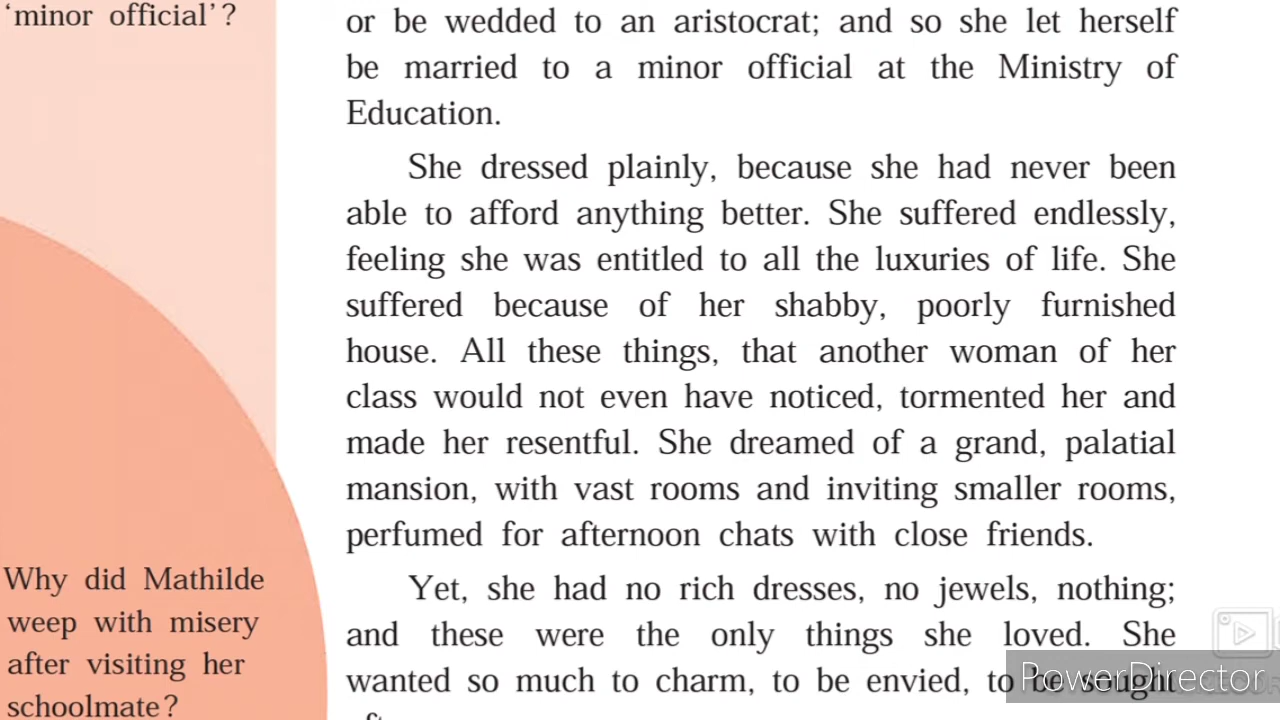 'minor official'?
or be wedded to an aristocrat; and so she let herself
be married to a minor official at the Ministry of
Education.
She dressed plainly, because she had never been
able to afford anything better. She suffered endlessly,
feeling she was entitled to all the luxuries of life. She
suffered because of her shabby, poorly furnished
house. All these things, that another woman of her
class would not even have noticed, tormented her and
made her resentful. She dreamed of a grand, palatial
mansion, with vast rooms and inviting smaller rooms,
perfumed for afternoon chats with close friends.
Why did Mathilde
weep with misery
after visiting her
schoolmate?
Yet, she had no rich dresses, no jewels, nothing;
and these were the only things she loved. She
wanted so much to charm, to be envied, to be sought
PowerDirector